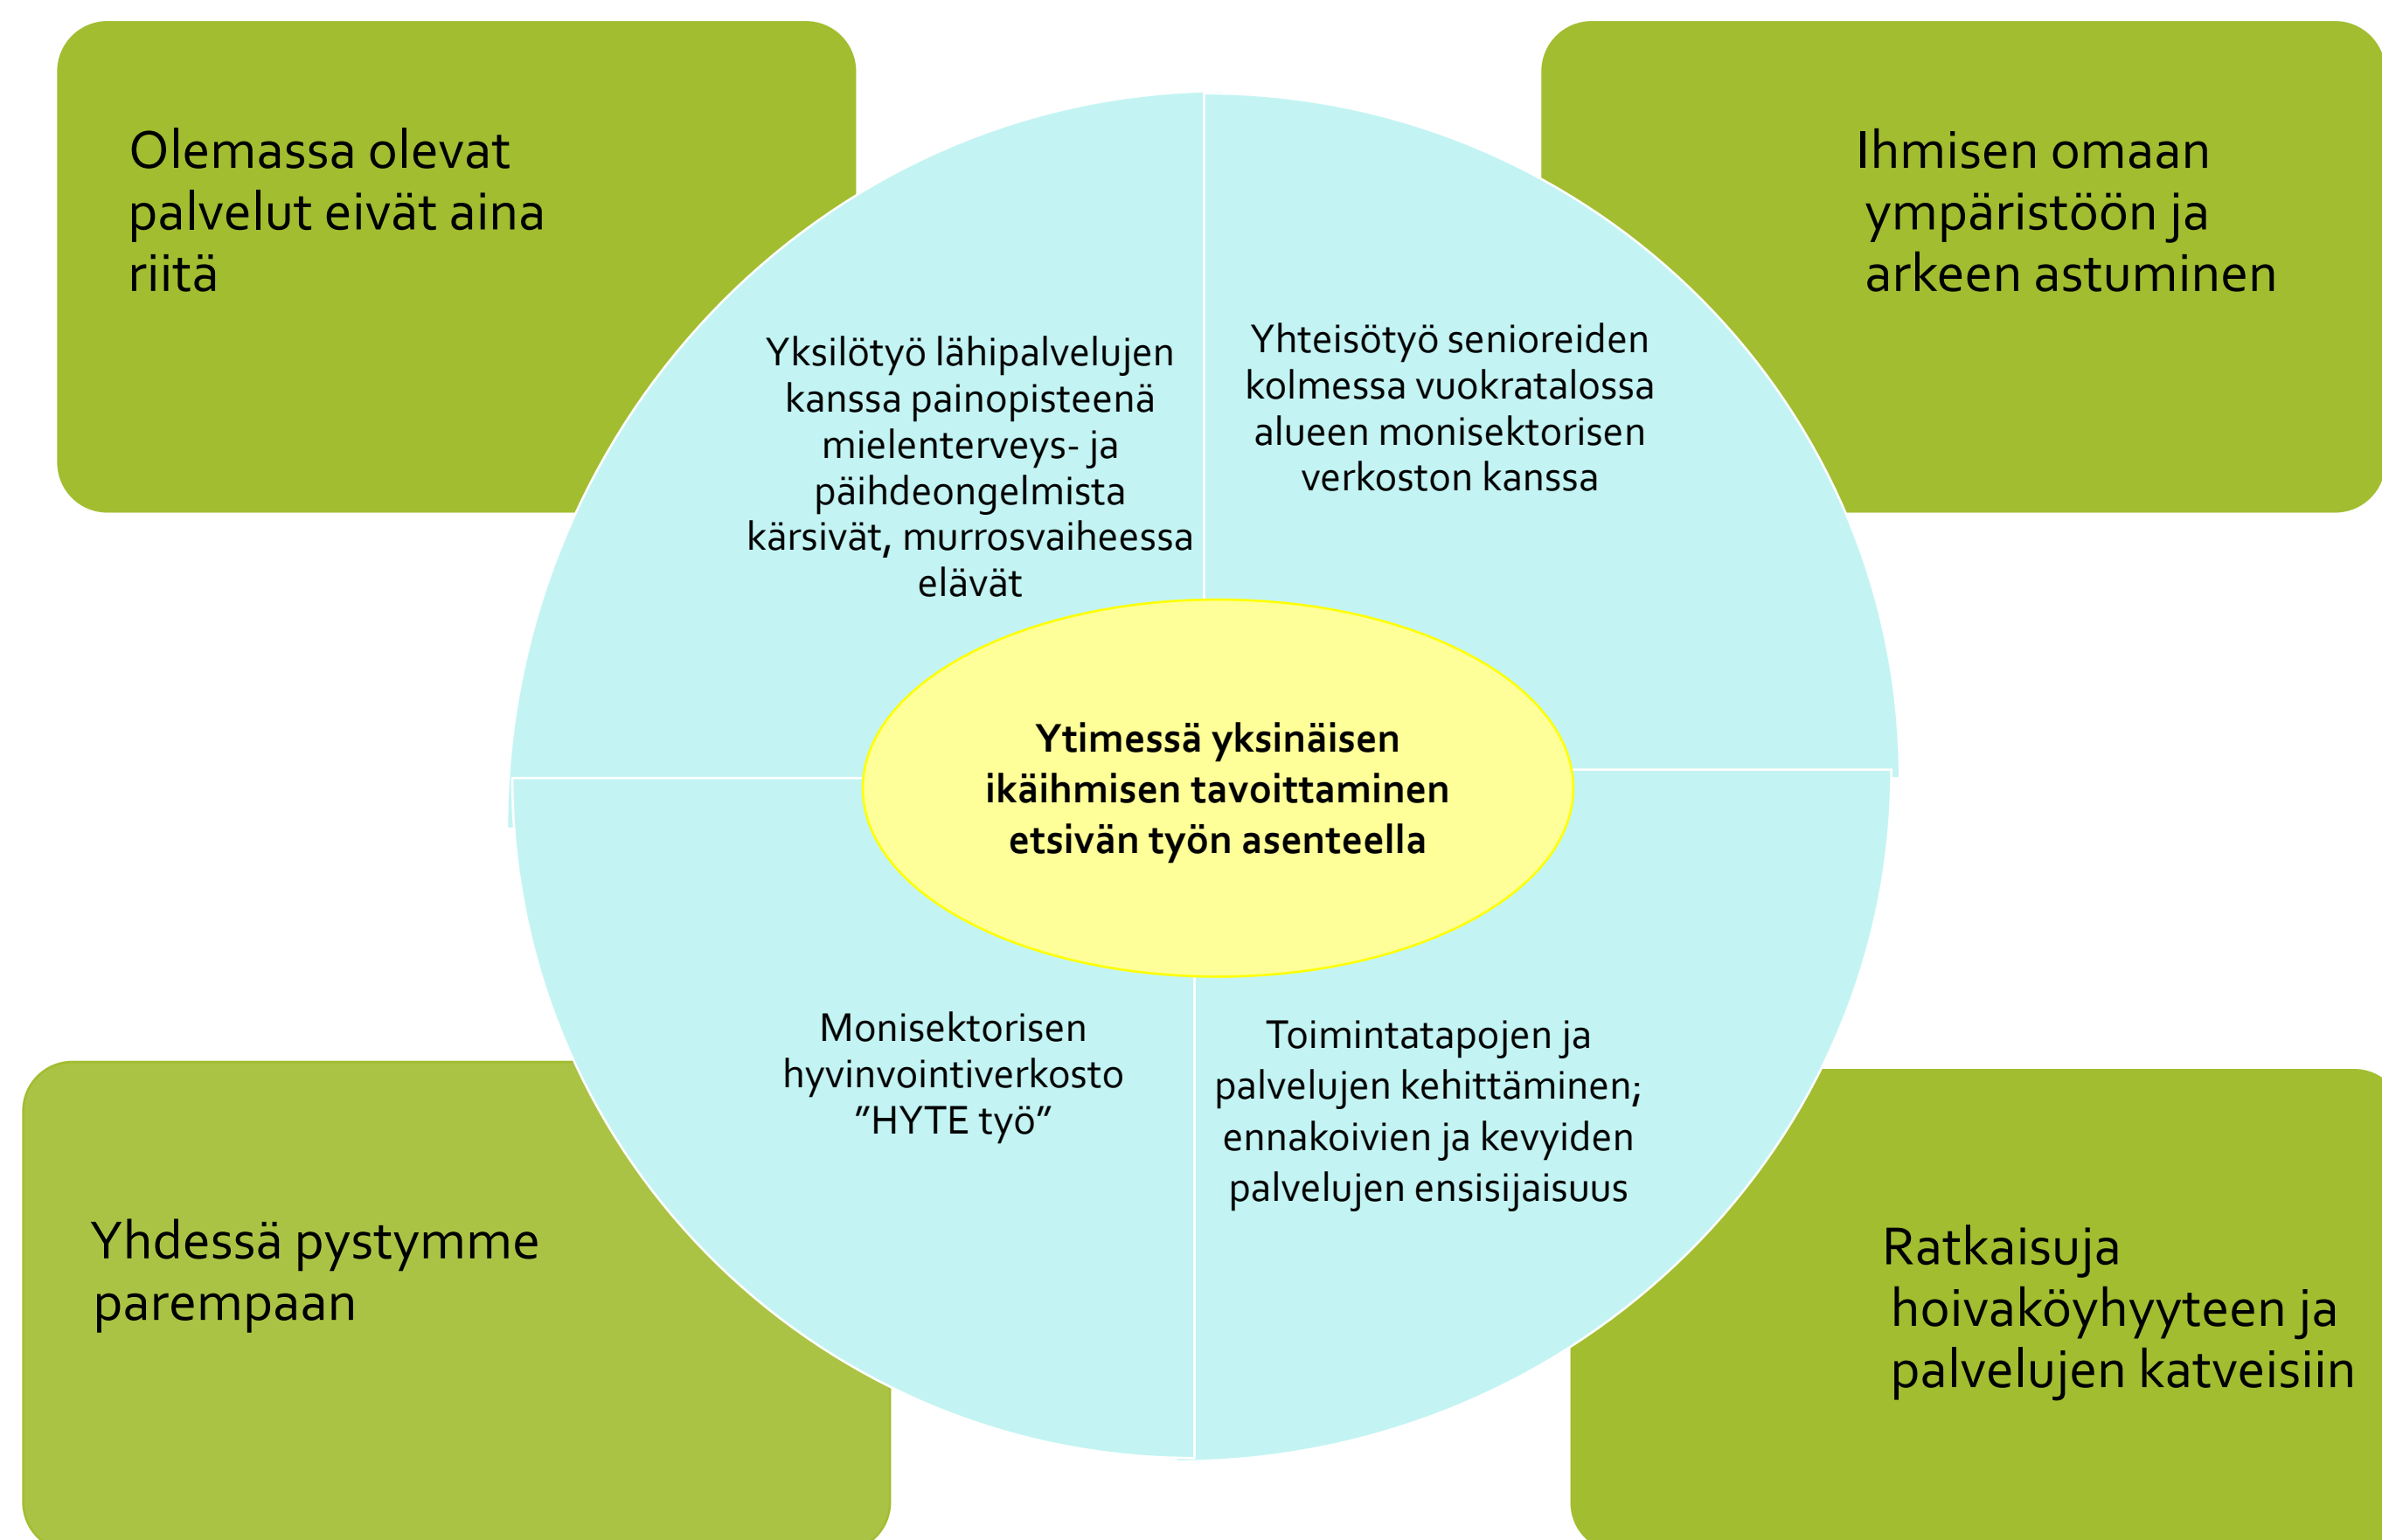 Olemassa olevat
palvelut eivät aina
riitä
Ihmisen omaan
ympäristöön ja
arkeen astuminen
Yksilötyö lähipalvelujen
kanssa painopisteenä
mielenterveys- ja
päihdeongelmista
kärsivät, murrosvaiheessa
elävät
Yhteisötyö senioreiden
kolmessa vuokratalossa
alueen monisektorisen
verkoston kanssa
Ytimessä yksinäisen
ikäihmisen tavoittaminen
etsivän työn asenteella
Monisektorisen
hyvinvointiverkosto
”HYTE työ”
Toimintatapojen ja
palvelujen kehittäminen;
ennakoivien ja kevyiden
palvelujen ensisijaisuus
Yhdessä pystymme
parempaan
Ratkaisuja
hoivaköyhyyteen ja
palvelujen katveisiin